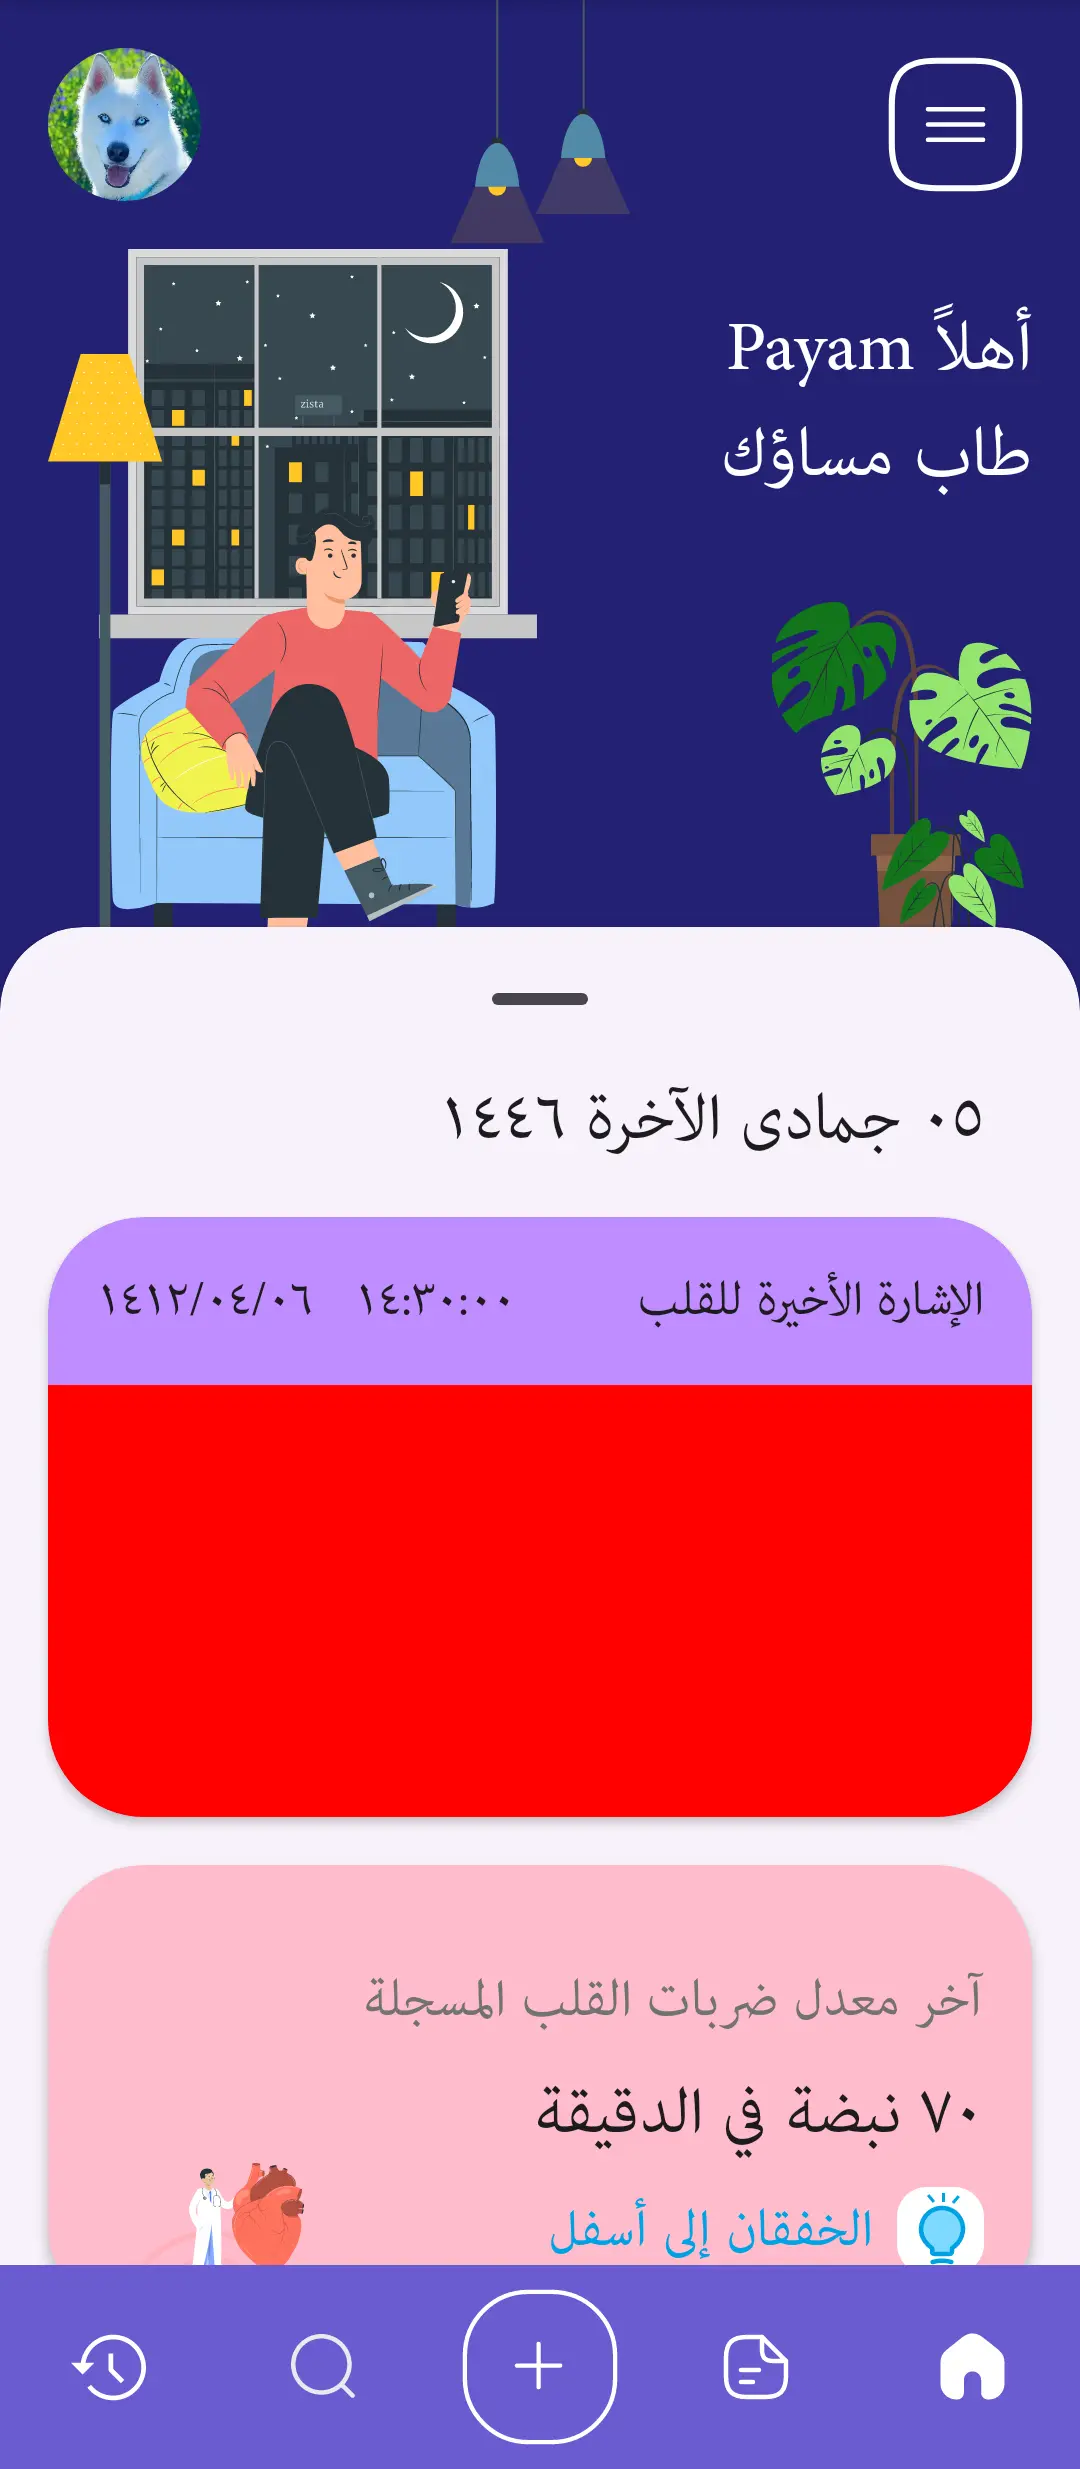 أهلاً Payam
طاب مساؤك
zista
٠٥ جمادى الآخرة ١٤٤٦
الإشارة الأخيرة للقلب ١٤:٣٠:٠٠ ١٤١٢/٠٤/٠٦
آخر معدل ضربات القلب المسجلة
٧٠ نبضة في الدقيقة
الخفقان إلى أسفل